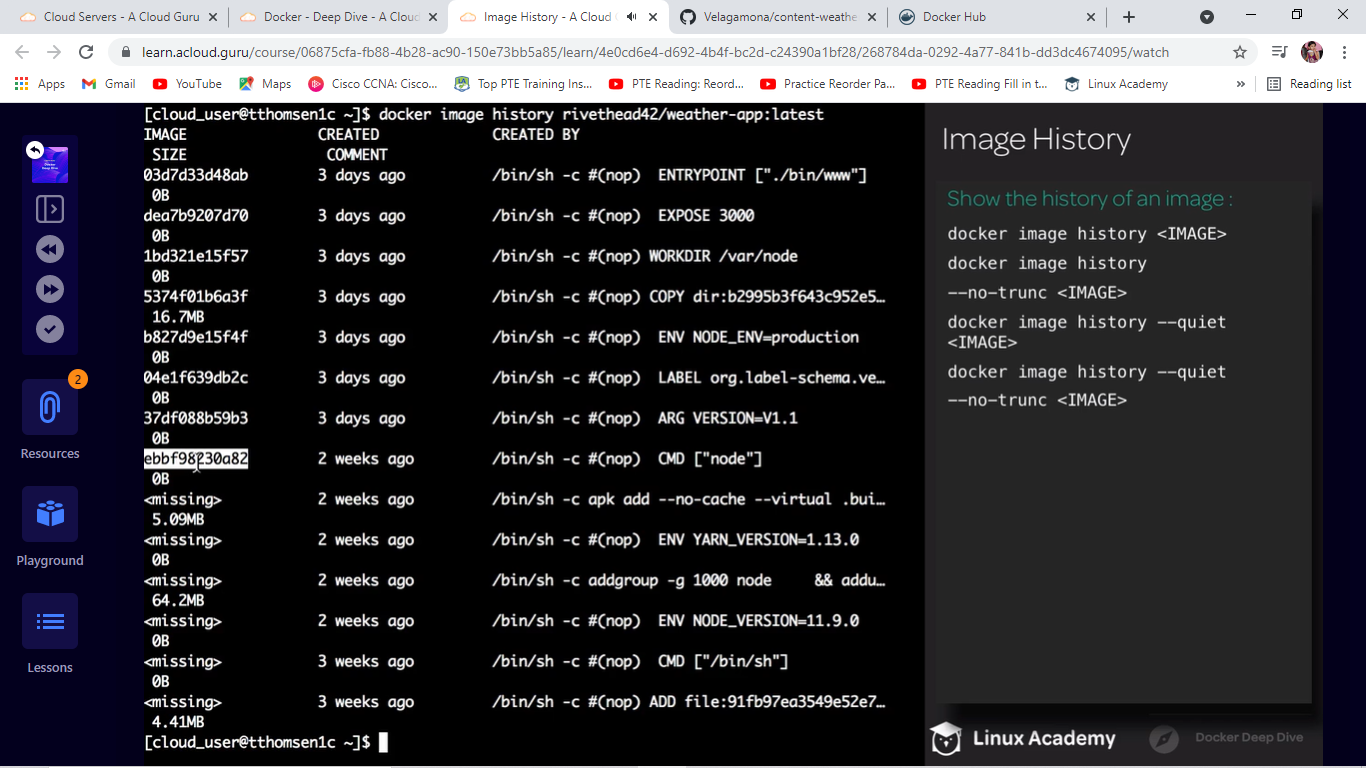 Cloud Servers - A Cloud Guru
Docker - Deep Dive - A Cloud
Image History - A Cloud
Velagamona/content-weathe
Docker Hub
learn.acloud.guru/course/06875cfa-fb88-4b28-ac90-150e73bb5a85/learn/4e0cd6e4-d692-4b4f-bc2d-c24390a1bf28/268784da-0292-4a77-841b-dd3dc4674095/watch
Apps
Gmail
YouTube
Maps
Cisco CCNA: Cisco...
Top PTE Training Ins...
PTE Reading: Reord...
Practice Reorder Pa...
PTE Reading Fill in t...
Linux Academy
»
Reading list
2
Resources
Playground
Lessons
[cloud_user@tthomsen1c ~]$ docker image history rivethead42/weather-app:latest
IMAGE CREATED CREATED BY
SIZE COMMENT
03d7d33d48ab 3 days ago /bin/sh -c #(nop) ENTRYPOINT ["./bin/www"]
0B
dea7b9207d70 3 days ago /bin/sh -c #(nop) EXPOSE 3000
0B
1bd321e15f57 3 days ago /bin/sh -c #(nop) WORKDIR /var/node
0B
5374f01b6a3f 3 days ago /bin/sh -c #(nop) COPY dir:b2995b3f643c952e5…
16.7MB
b827d9e15f4f 3 days ago /bin/sh -c #(nop) ENV NODE_ENV=production
0B
04e1f639db2c 3 days ago /bin/sh -c #(nop) LABEL org.label-schema.ve…
0B
37df088b59b3 3 days ago /bin/sh -c #(nop) ARG VERSION=V1.1
0B
ebbf98230a82 2 weeks ago /bin/sh -c #(nop) CMD ["node"]
0B
<missing> 2 weeks ago /bin/sh -c apk add --no-cache --virtual .bui…
5.09MB
<missing> 2 weeks ago /bin/sh -c #(nop) ENV YARN_VERSION=1.13.0
0B
<missing> 2 weeks ago /bin/sh -c addgroup -g 1000 node && addu…
64.2MB
<missing> 2 weeks ago /bin/sh -c #(nop) ENV NODE_VERSION=11.9.0
0B
<missing> 3 weeks ago /bin/sh -c #(nop) CMD ["/bin/sh"]
0B
<missing> 3 weeks ago /bin/sh -c #(nop) ADD file:91fb97ea3549e52e7…
4.41MB
[cloud_user@tthomsen1c ~]$
Image History
Show the history of an image :
docker image history <IMAGE>
docker image history
--no-trunc <IMAGE>
docker image history --quiet
<IMAGE>
docker image history --quiet
--no-trunc <IMAGE>
Linux Academy
Docker Deep Dive